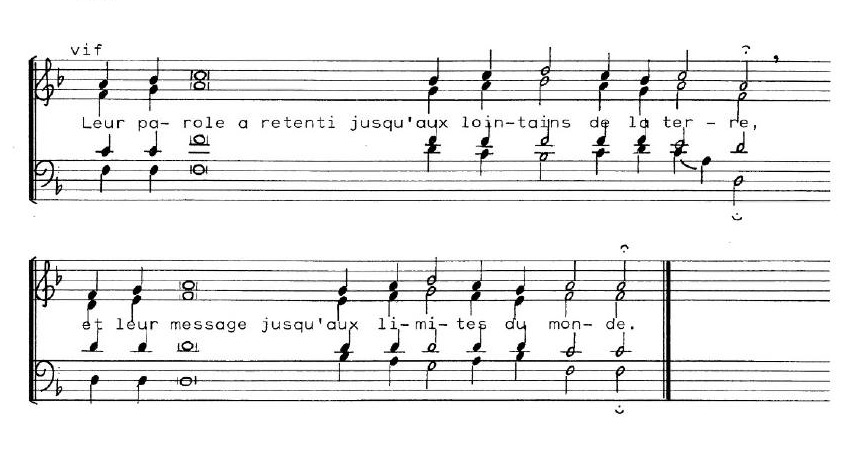 vif
Leur pa- role a retenti jusqu'aux loin-tains de la ter - re,
et leur message jusqu'aux li-mi-tes du mon-de.